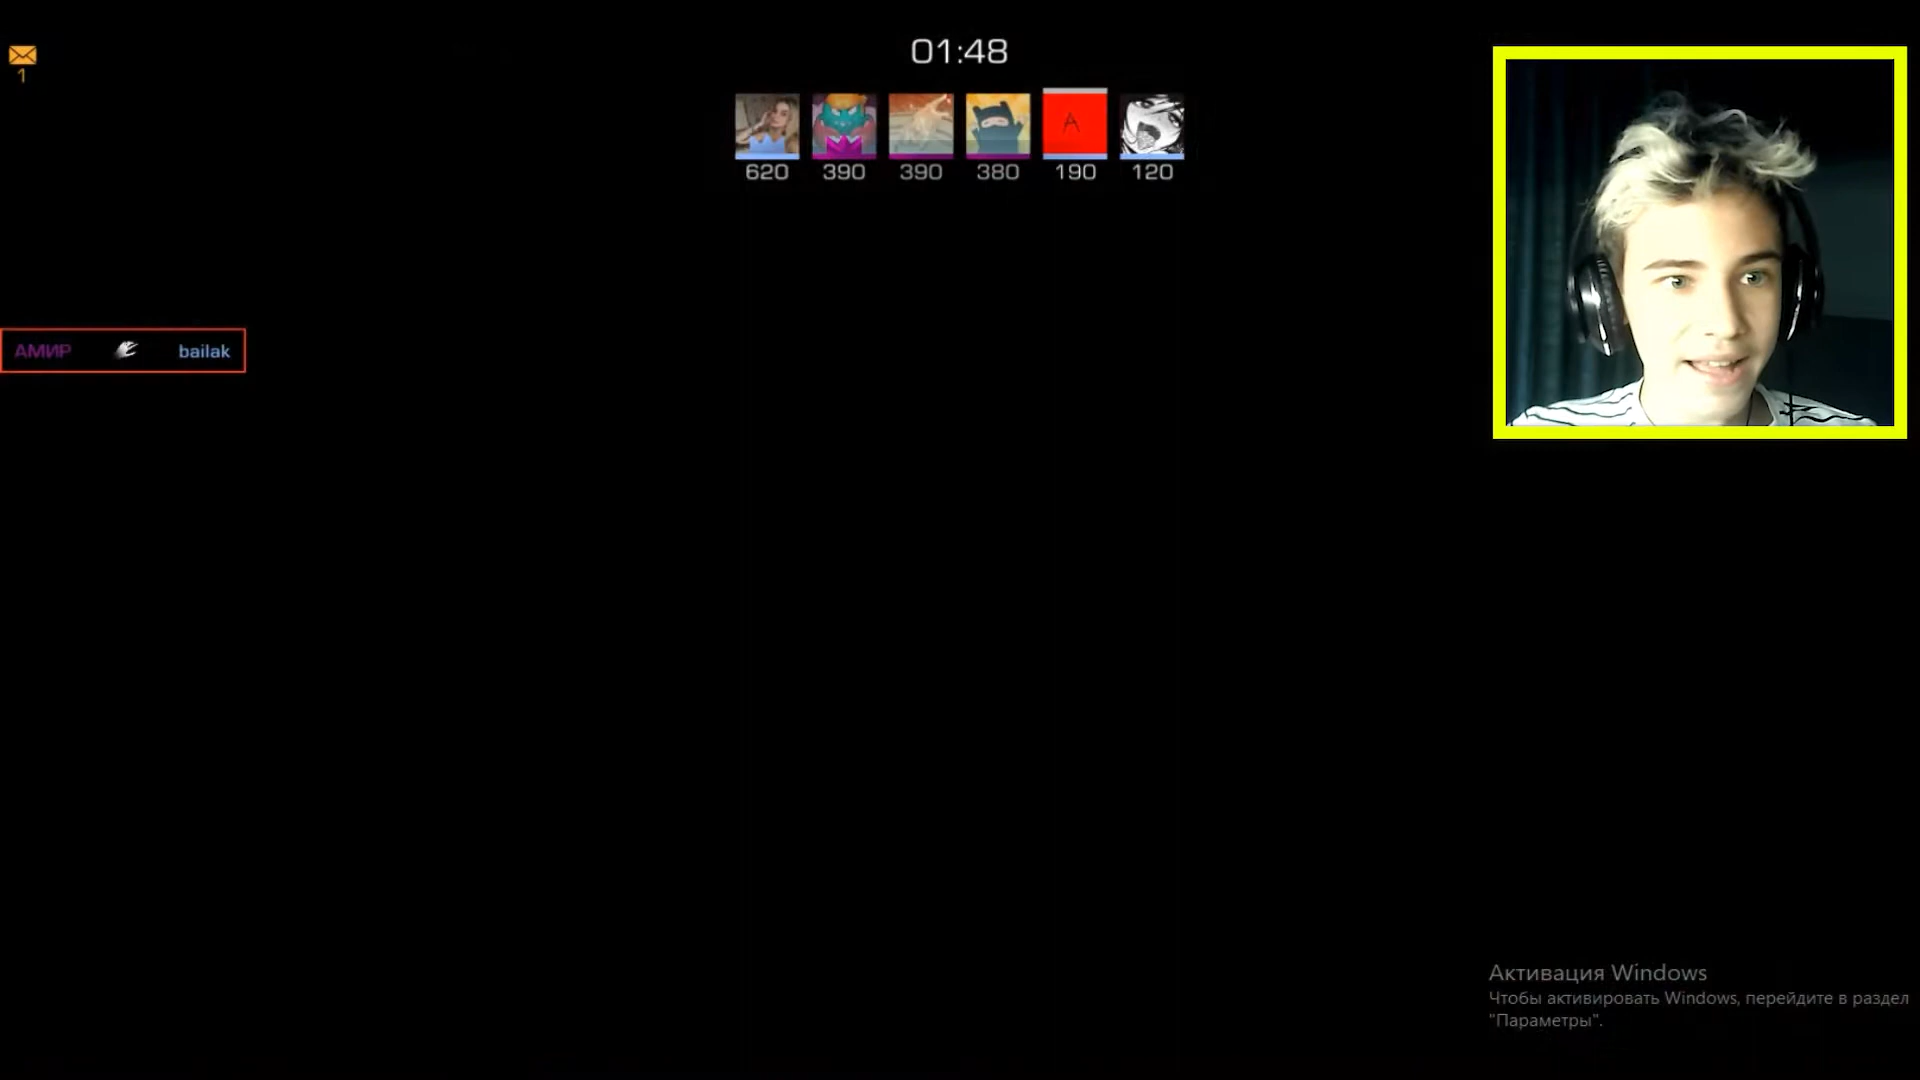 01:48
1
A
620 390 390 380 190 120
АМИР bailak
Активация Windows
Чтобы активировать Windows, перейдите в раздел
"Параметры".